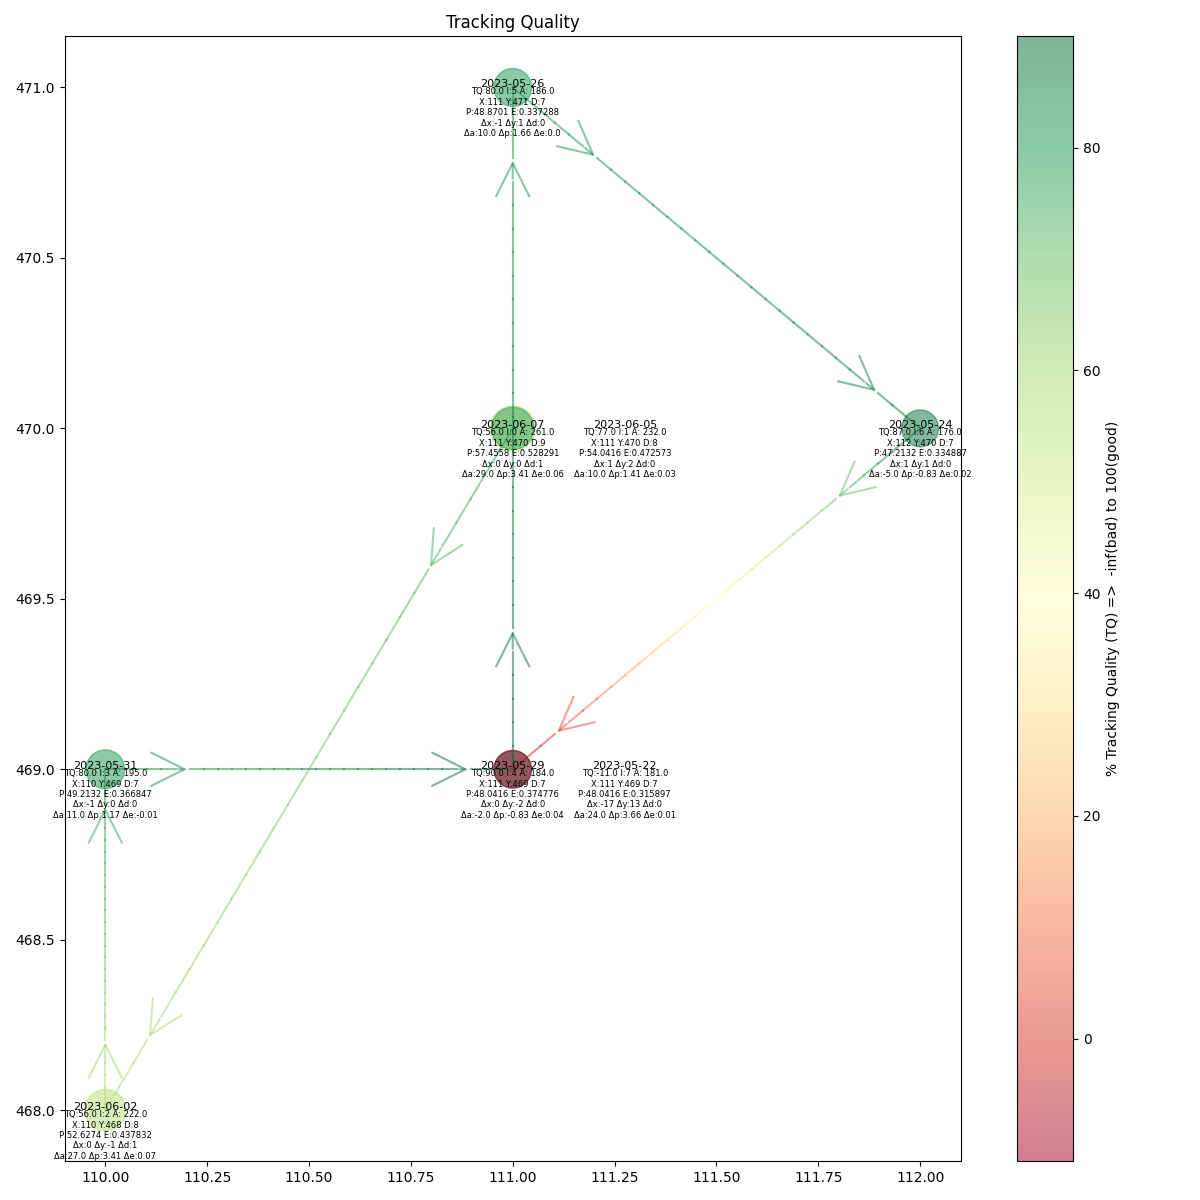 Tracking Quality
471.0
470.5
470.0
469.5
469.0
468.5
468.0
2023-05-26
TQ:80.0 I:5 A: 186.0
X:111 Y:471 D:7
P:48.8701 E:0.337288
Δx:-1 Δy:1 Δd:0
Δa:10.0 Δp:1.66 Δe:0.0
2023-06-07
TQ:56.0 I:0 A: 261.0
X:111 Y:470 D:9
P:57.4558 E:0.528291
Δx:0 Δy:0 Δd:1
Δa:29.0 Δp:3.41 Δe:0.06
2023-06-05
TQ:77.0 I:1 A: 232.0
X:111 Y:470 D:8
P:54.0416 E:0.472573
Δx:1 Δy:2 Δd:0
Δa:10.0 Δp:1.41 Δe:0.03
2023-05-24
TQ:87.0 I:6 A: 176.0
X:112 Y:470 D:7
P:47.2132 E:0.334887
Δx:1 Δy:1 Δd:0
Δa:-5.0 Δp:-0.83 Δe:0.02
2023-05-31
TQ:80.0 I:3 A: 195.0
X:110 Y:469 D:7
P:49.2132 E:0.366847
Δx:-1 Δy:0 Δd:0
Δa:11.0 Δp:1.17 Δe:-0.01
2023-05-29
TQ:90.0 I:4 A: 184.0
X:111 Y:469 D:7
P:48.0416 E:0.374776
Δx:0 Δy:-2 Δd:0
Δa:-2.0 Δp:-0.83 Δe:0.04
2023-05-22
TQ:-11.0 I:7 A: 181.0
X:111 Y:469 D:7
P:48.0416 E:0.315897
Δx:-17 Δy:13 Δd:0
Δa:24.0 Δp:3.66 Δe:0.01
2023-06-02
TQ:56.0 I:2 A: 222.0
X:110 Y:468 D:8
P:52.6274 E:0.437832
Δx:0 Δy:-1 Δd:1
Δa:27.0 Δp:3.41 Δe:0.07
110.00 110.25 110.50 110.75 111.00 111.25 111.50 111.75 112.00
80
60
40
20
0
% Tracking Quality (TQ) => -inf(bad) to 100(good)